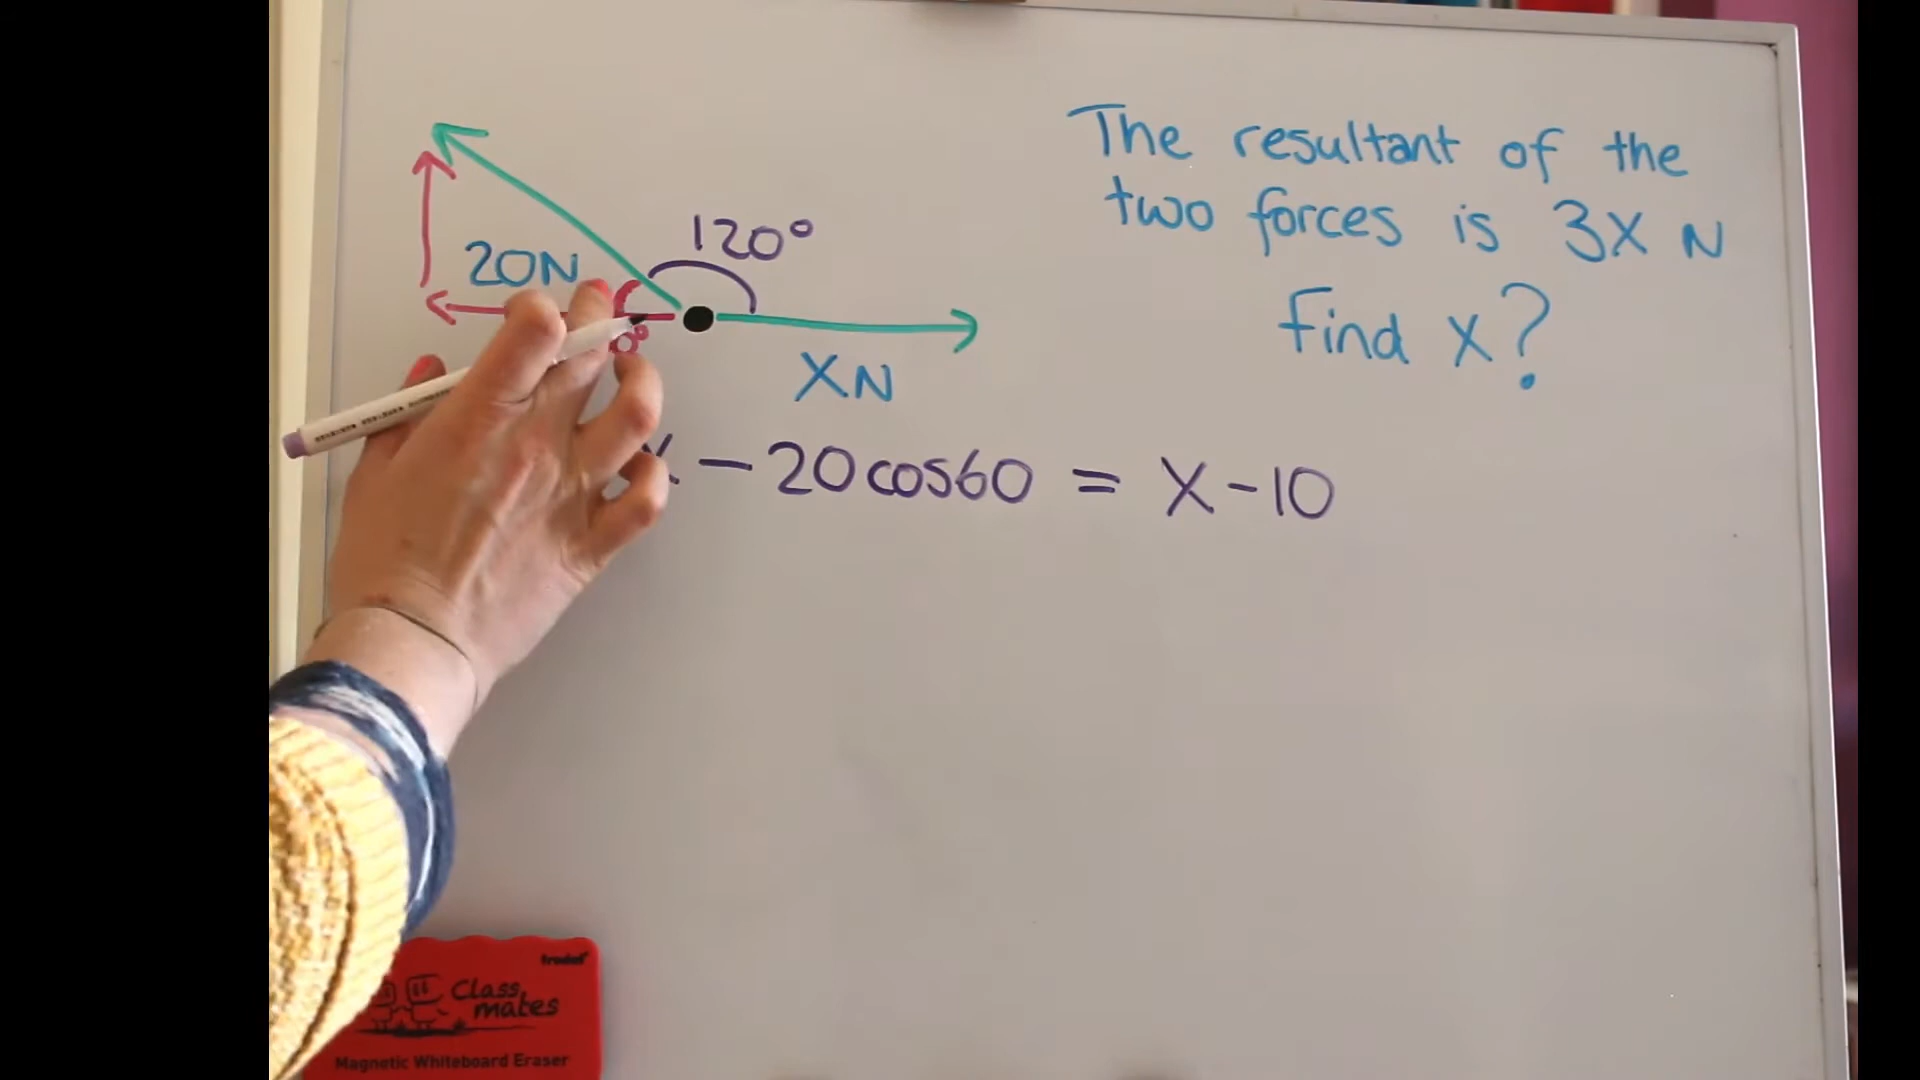 The resultant of the
two forces is 3X N
Find X?
120°
20N
XN
X - 20cos60 = X - 10
frodat
Class
mates
Magnetic Whiteboard Eraser